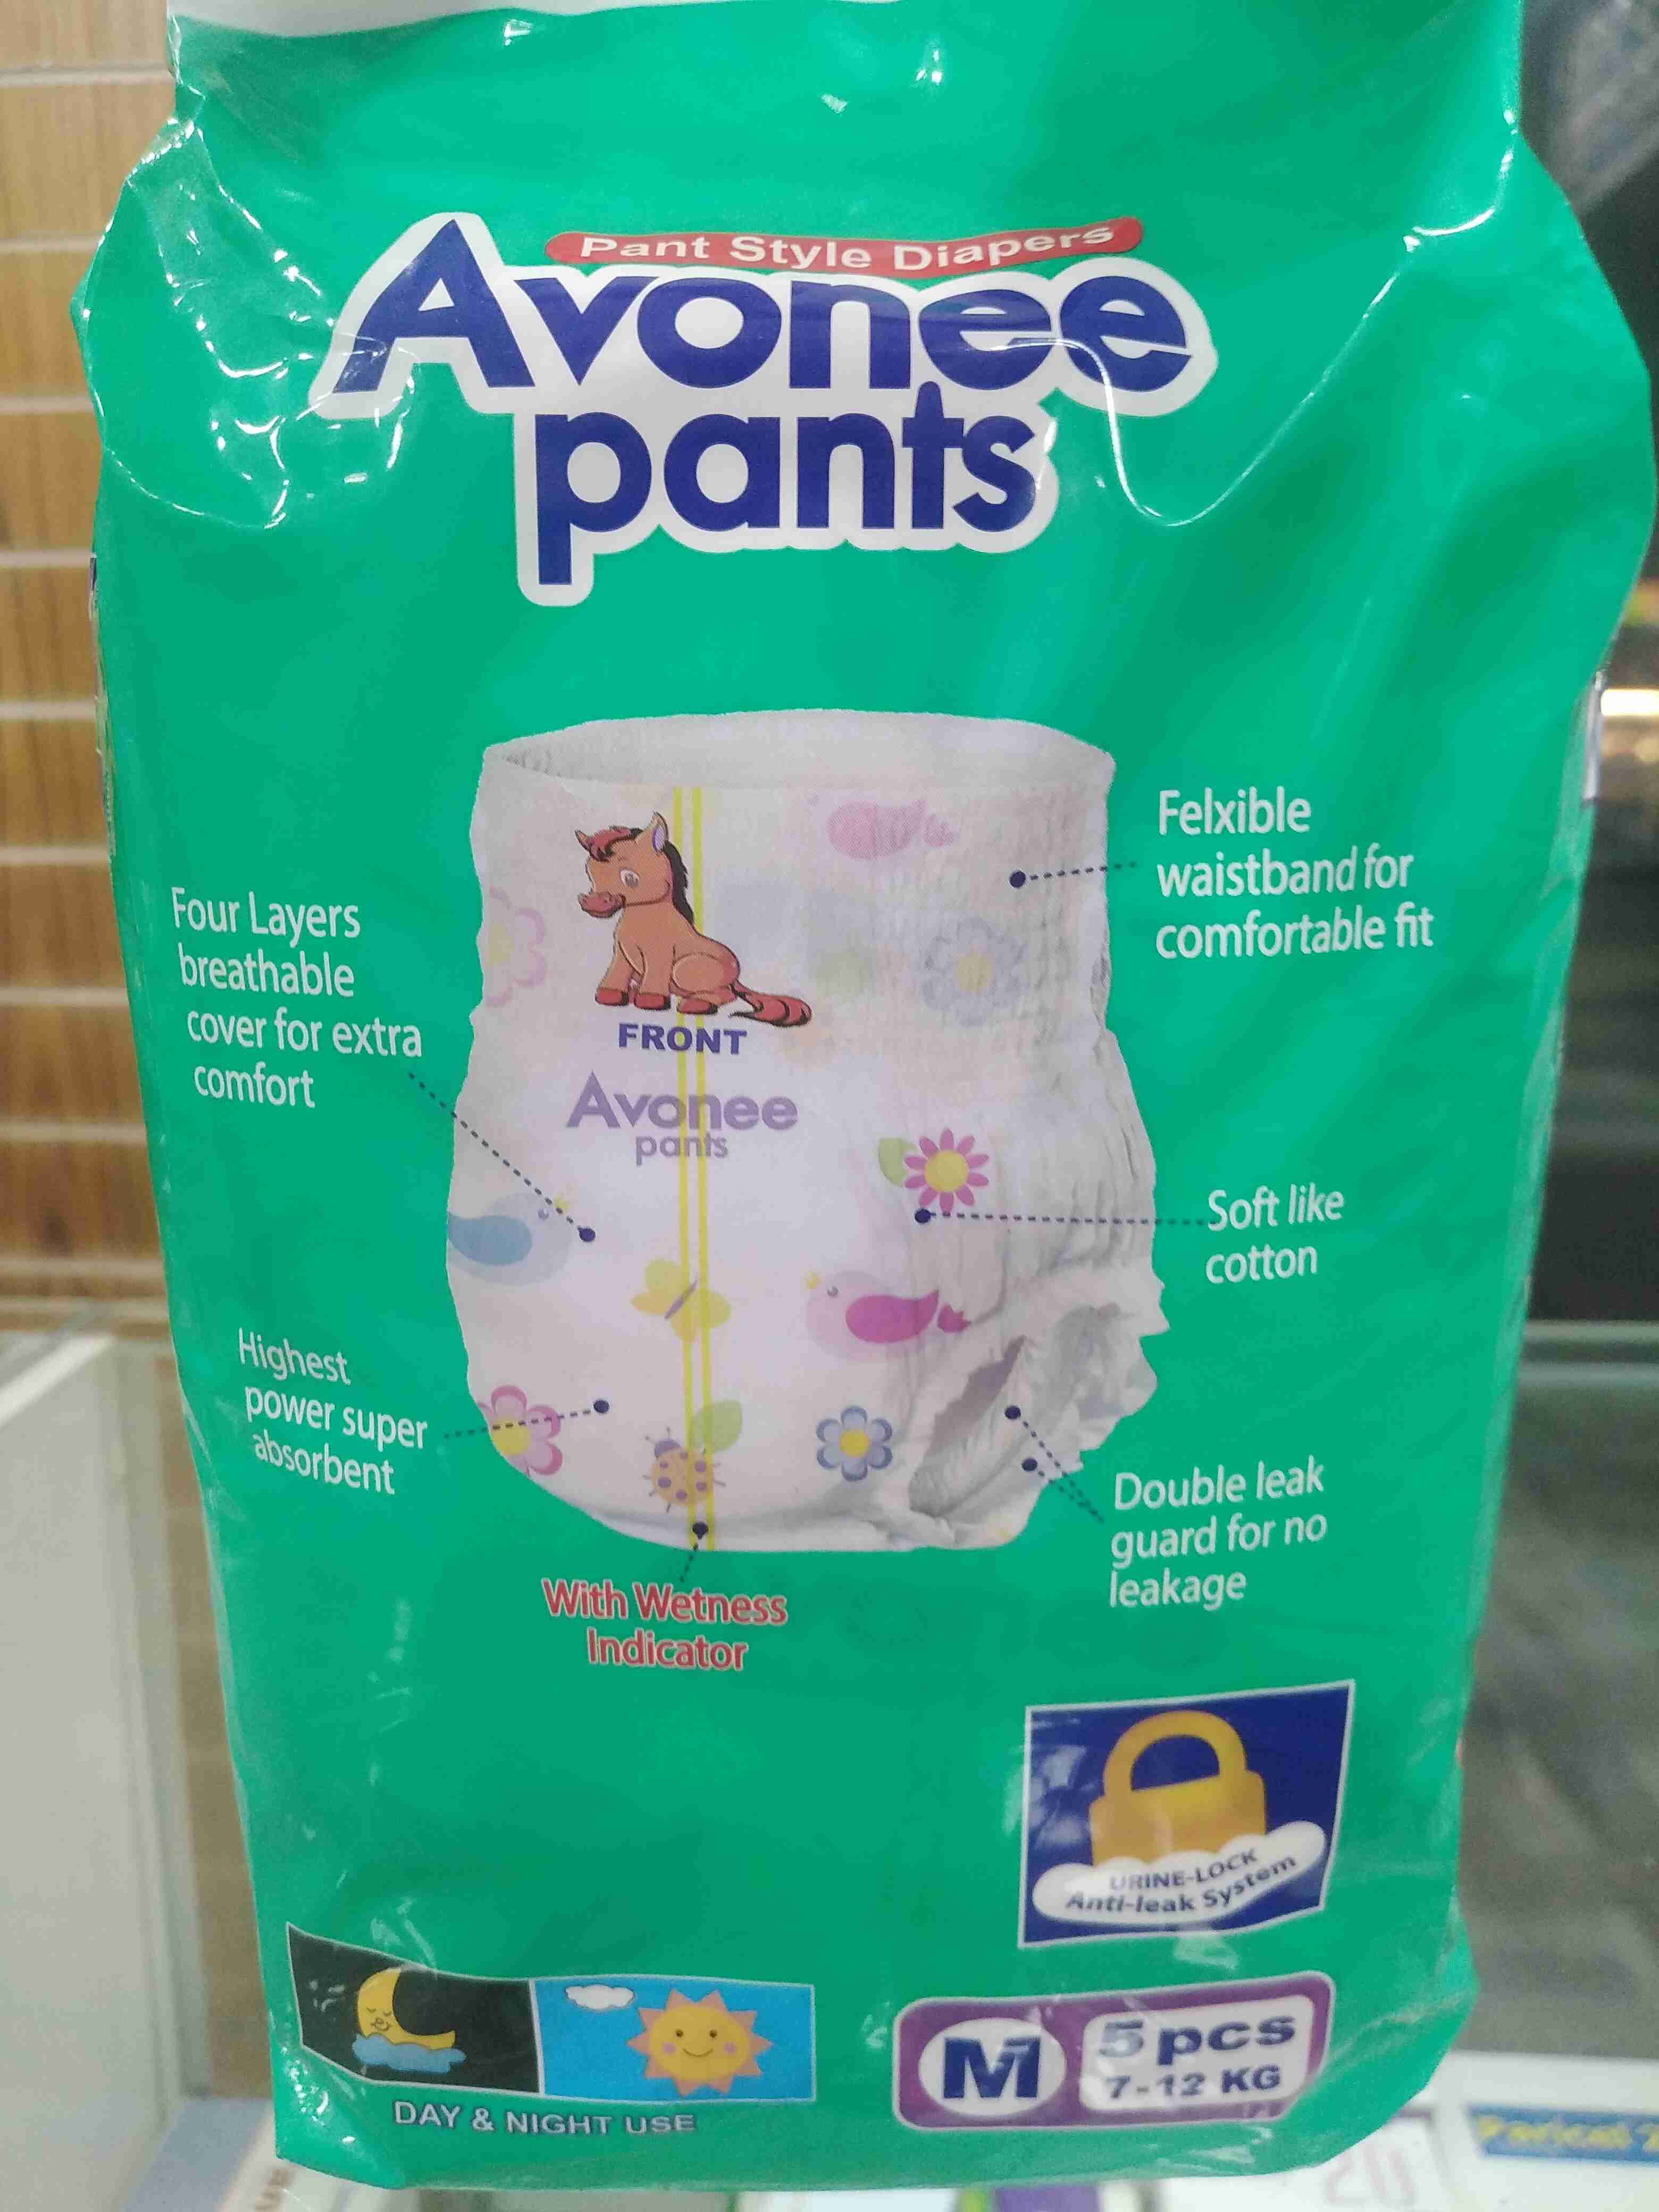 Pant Style Diapers
Avonee
pants
Felxible
waistband for
comfortable fit
Four Layers
breathable
cover for extra
comfort
FRONT
Avonee
pants
Soft like
cotton
Highest
power super
absorbent
Double leak
guard for no
leakage
With Wetness
Indicator
URINE-LOCK
Anti-leak System
DAY & NIGHT USE
M
5 pcs
7-12 KG